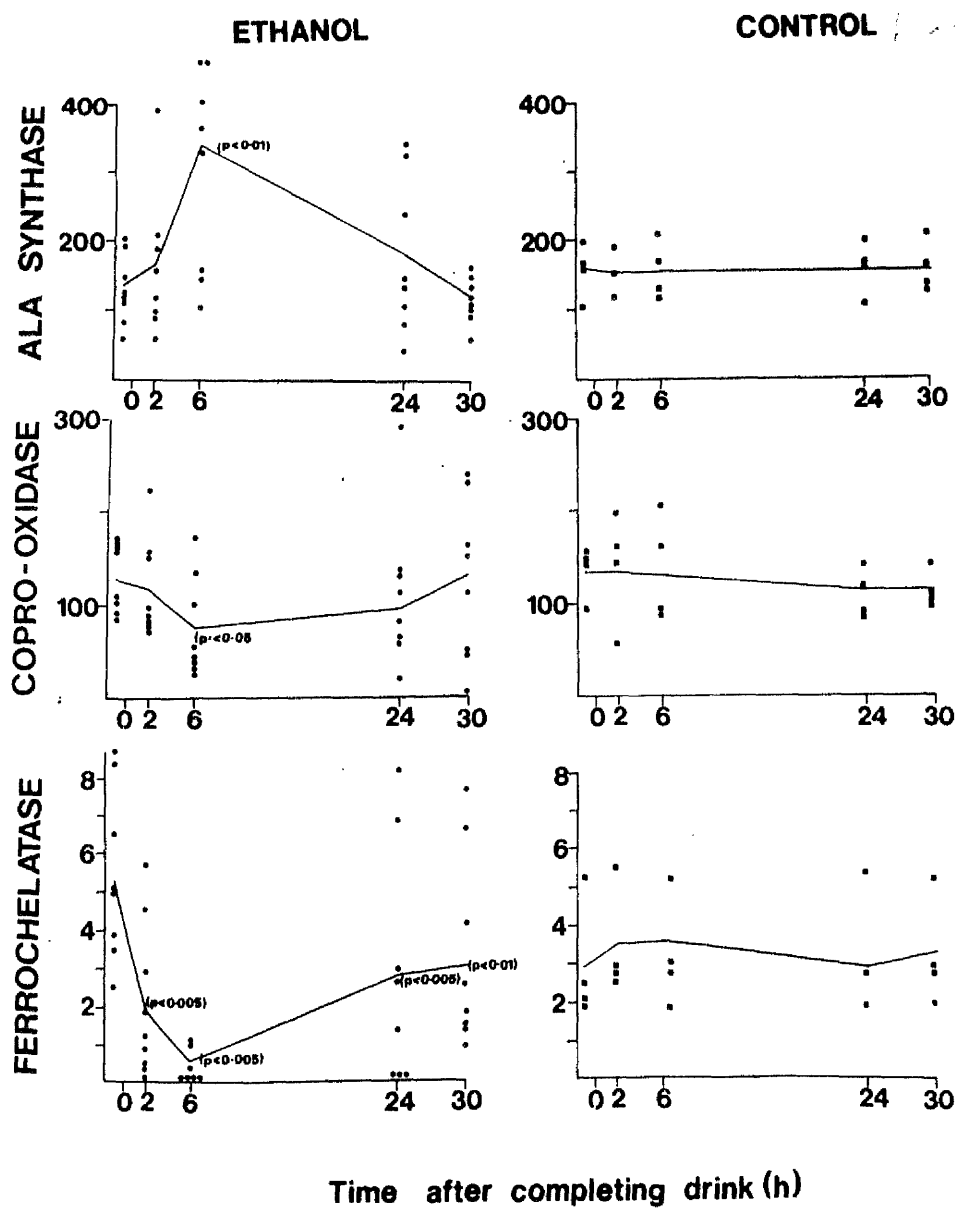 ETHANOL CONTROL
ALA SYNTHASE
400
200
(p<0·01)
0 2 6 24 30
400
200
0 2 6 24 30
COPRO-OXIDASE
300
100
(p·<0·05
0 2 6 24 30
300
100
0 2 6 24 30
FERROCHELATASE
8
6
4
2
(p<0·005)
(p<0·005)
(p<0·005)
(p<0·01)
0 2 6 24 30
8
6
4
2
0 2 6 24 30
Time after completing drink (h)